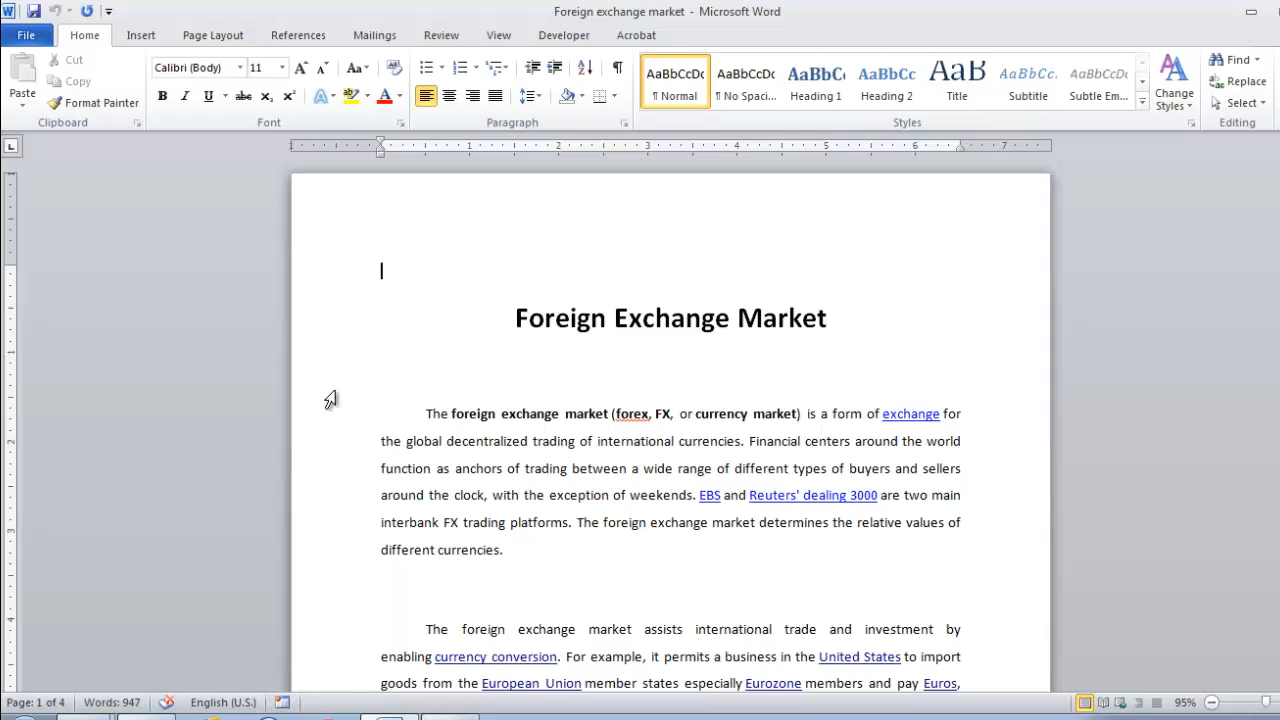 Foreign exchange market - Microsoft Word
File Home Insert Page Layout References Mailings Review View Developer Acrobat
Paste
Cut
Copy
Format Painter
Clipboard
Calibri (Body) 11
Font
Paragraph
AaBbCcDc AaBbCcDc AaBbC AaBbCc AaB AaBbCc. AaBbCcDc
¶ Normal ¶ No Spaci... Heading 1 Heading 2 Title Subtitle Subtle Em...
Change Styles
Styles
Find
Replace
Select
Editing
1 1 2 3 4 5 6 7
Foreign Exchange Market
The foreign exchange market (forex, FX, or currency market) is a form of exchange for
the global decentralized trading of international currencies. Financial centers around the world
function as anchors of trading between a wide range of different types of buyers and sellers
around the clock, with the exception of weekends. EBS and Reuters' dealing 3000 are two main
interbank FX trading platforms. The foreign exchange market determines the relative values of
different currencies.
The foreign exchange market assists international trade and investment by
enabling currency conversion. For example, it permits a business in the United States to import
goods from the European Union member states especially Eurozone members and pay Euros,
Page: 1 of 4 Words: 947 English (U.S.) 95%